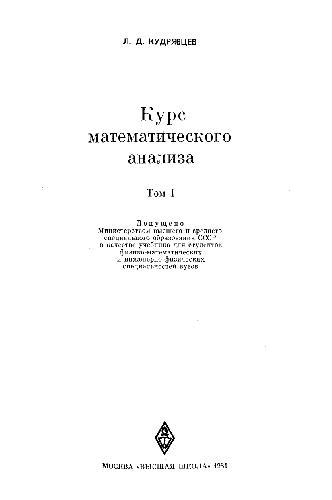 Л. Д. КУДРЯВЦЕВ
Курс
математического
анализа
Том I
Допущено
Министерством высшего и среднего
специального образования СССР
в качестве учебника для студентов
физико-математических
и инженерно-физических
специальностей вузов
МОСКВА «ВЫСШАЯ ШКОЛА» 1981